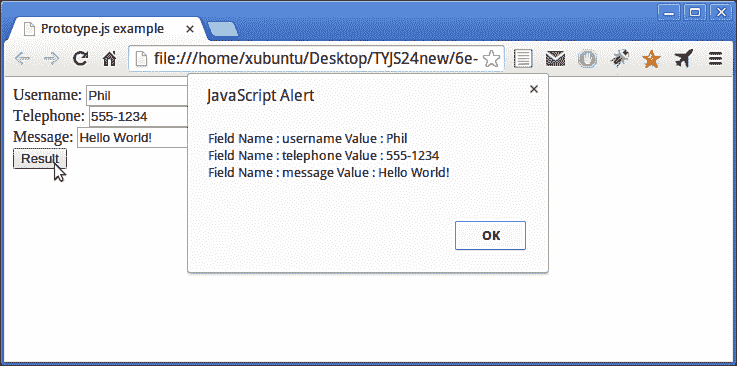 Prototype.js example
file:///home/xubuntu/Desktop/TYJS24new/6e-
JavaScript Alert
Username: Phil
Telephone: 555-1234
Message: Hello World!
Result
Field Name : username Value : Phil
Field Name : telephone Value : 555-1234
Field Name : message Value : Hello World!
OK